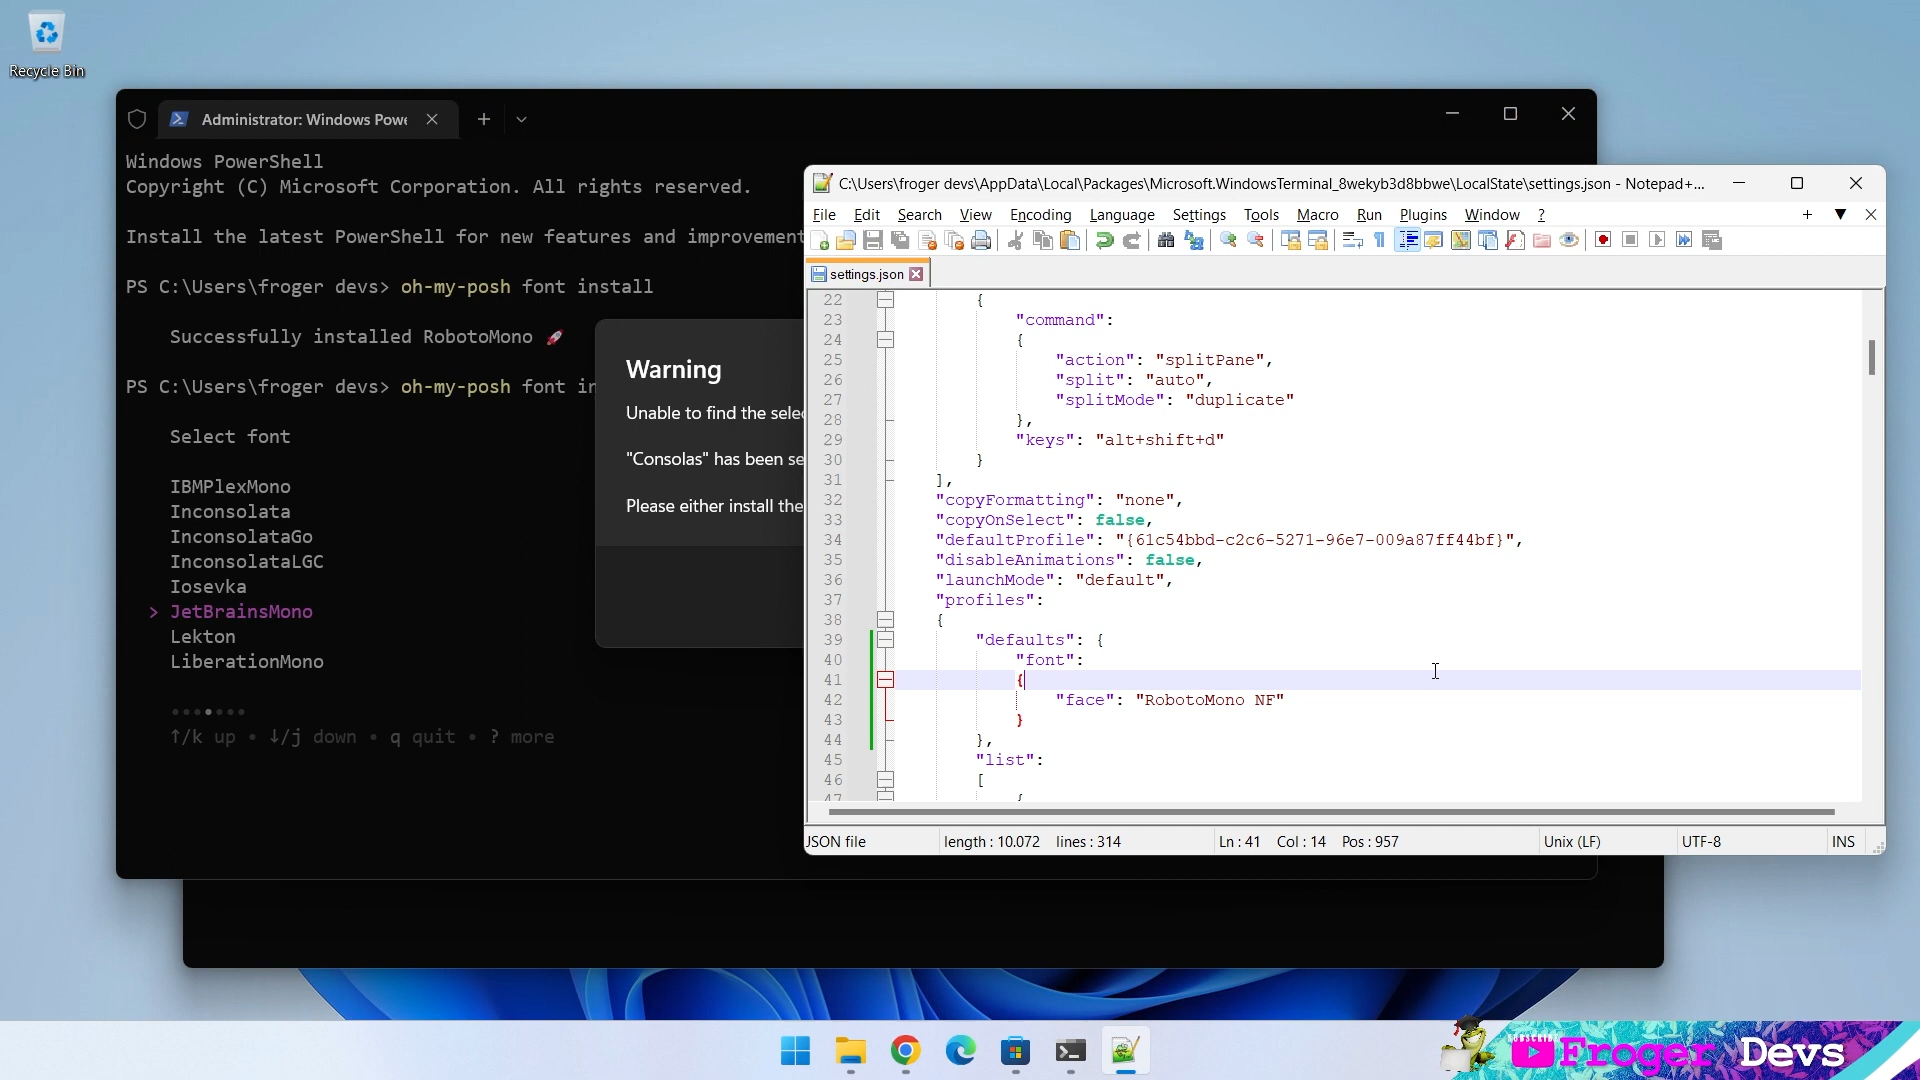 Recycle Bin
Administrator: Windows Powe
Windows PowerShell
Copyright (C) Microsoft Corporation. All rights reserved.
Install the latest PowerShell for new features and improvement
PS C:\Users\froger devs> oh-my-posh font install
Successfully installed RobotoMono 🚀
PS C:\Users\froger devs> oh-my-posh font in
Select font
IBMPlexMono
Inconsolata
InconsolataGo
InconsolataLGC
Iosevka
> JetBrainsMono
Lekton
LiberationMono
↑/k up • ↓/j down • q quit • ? more
Warning
Unable to find the selec
"Consolas" has been se
Please either install the
C:\Users\froger devs\AppData\Local\Packages\Microsoft.WindowsTerminal_8wekyb3d8bbwe\LocalState\settings.json - Notepad+...
File Edit Search View Encoding Language Settings Tools Macro Run Plugins Window ?
settings.json
22 {
23 "command":
24 {
25 "action": "splitPane",
26 "split": "auto",
27 "splitMode": "duplicate"
28 },
29 "keys": "alt+shift+d"
30 }
31 ],
32 "copyFormatting": "none",
33 "copyOnSelect": false,
34 "defaultProfile": "{61c54bbd-c2c6-5271-96e7-009a87ff44bf}",
35 "disableAnimations": false,
36 "launchMode": "default",
37 "profiles":
38 {
39 "defaults": {
40 "font":
41 {
42 "face": "RobotoMono NF"
43 }
44 },
45 "list":
46 [
47 {
JSON file length : 10.072 lines : 314 Ln : 41 Col : 14 Pos : 957 Unix (LF) UTF-8 INS
SUBSCRIBE
Froger Devs